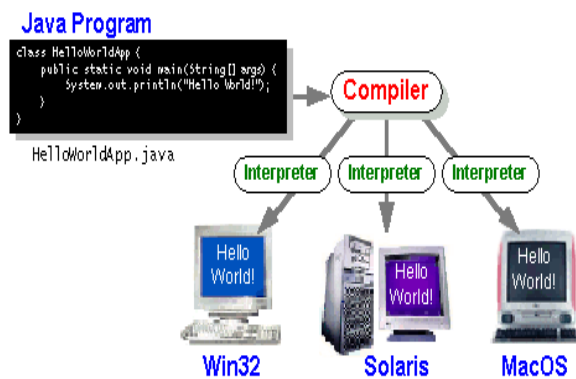 Java Program
class HelloWorldApp {
public static void main(String[] args) {
System.out.println("Hello World!");
}
}
HelloWorldApp.java
Compiler
Interpreter Interpreter Interpreter
Hello
World!
Hello
World!
Hello
World!
Win32 Solaris MacOS